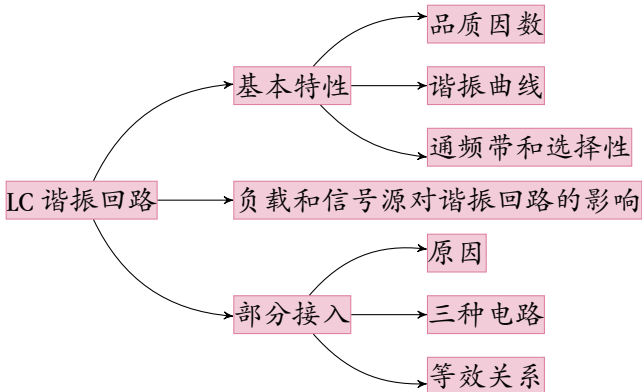 品质因数
基本特性
谐振曲线
通频带和选择性
LC 谐振回路
负载和信号源对谐振回路的影响
原因
部分接入
三种电路
等效关系